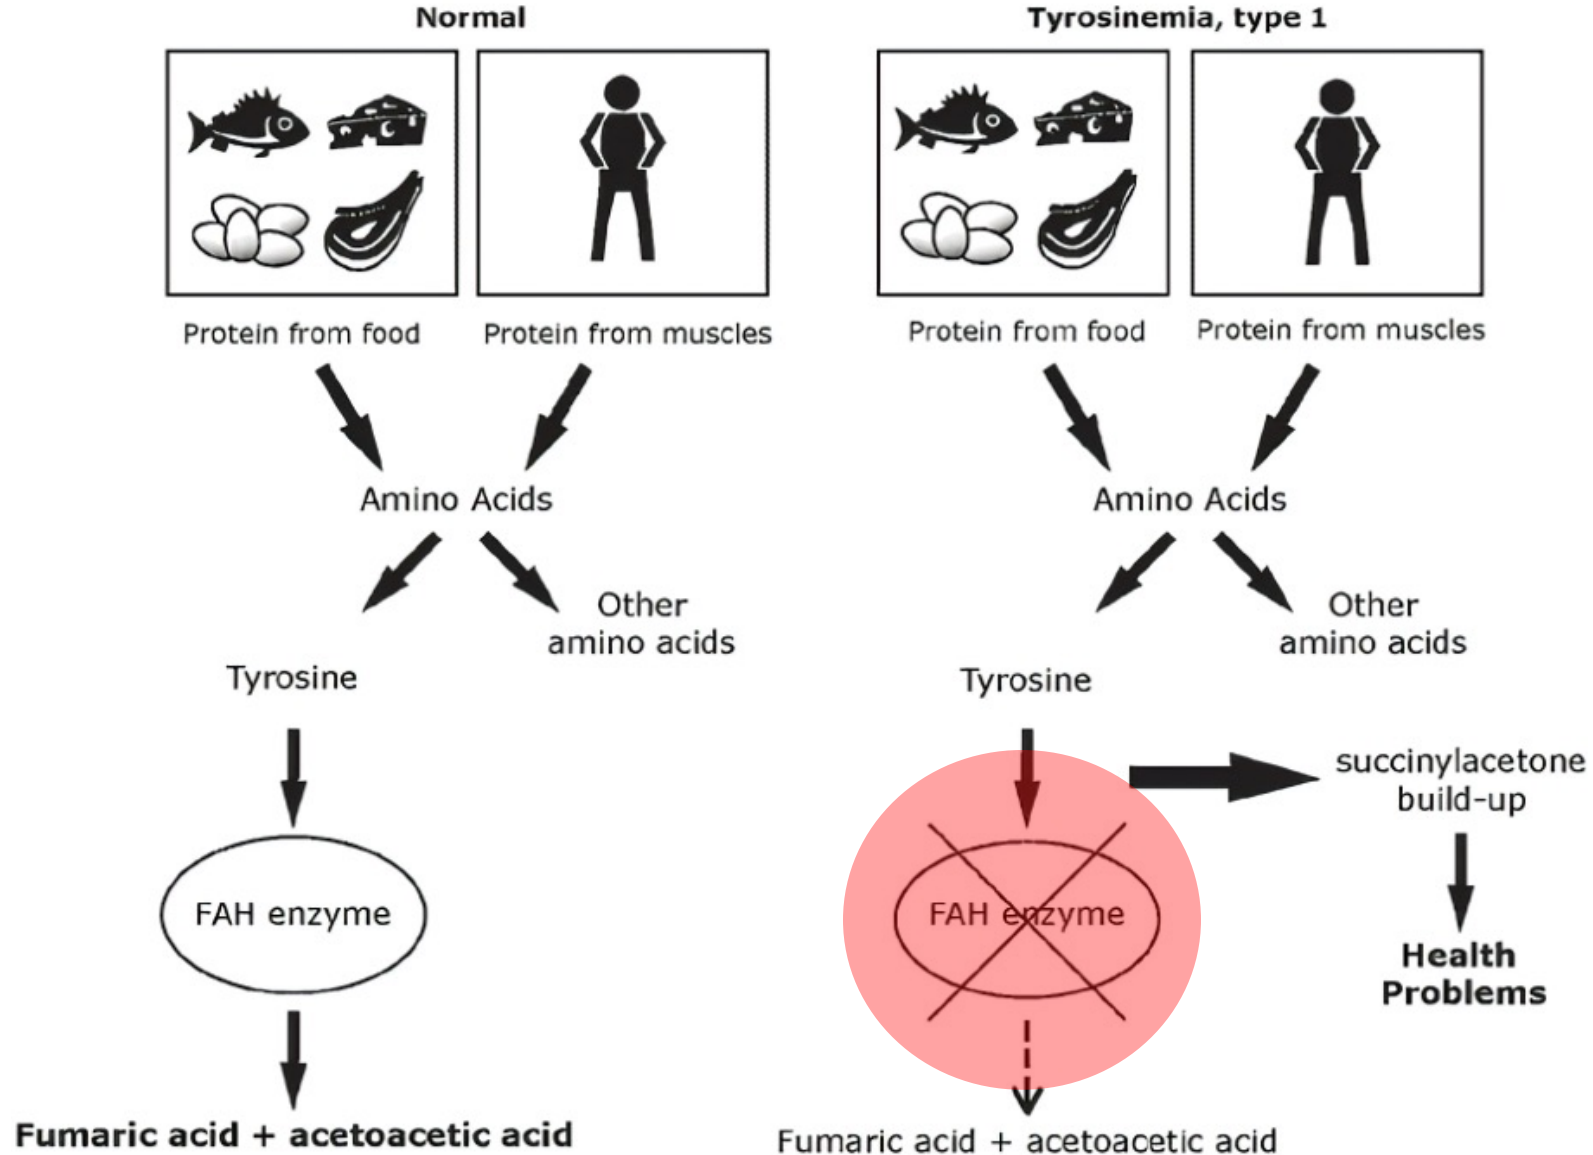 Normal
Protein from food
Protein from muscles
Amino Acids
Other
amino acids
Tyrosine
FAH enzyme
Fumaric acid + acetoacetic acid
Tyrosinemia, type 1
Protein from food
Protein from muscles
Amino Acids
Other
amino acids
Tyrosine
succinylacetone
build-up
FAH enzyme
Health
Problems
Fumaric acid + acetoacetic acid